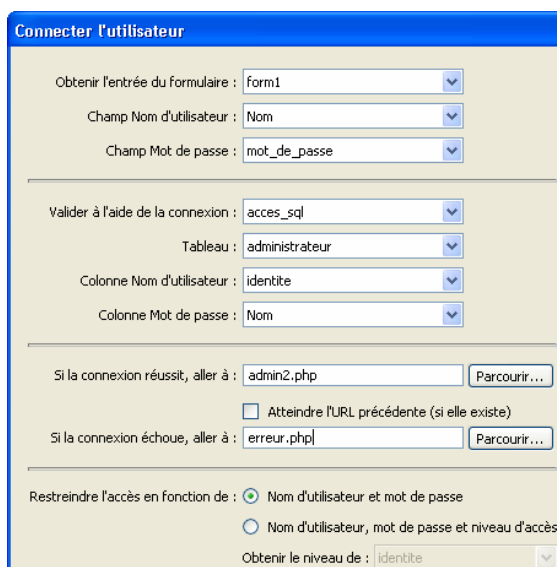 Connecter l'utilisateur
Obtenir l'entrée du formulaire : form1
Champ Nom d'utilisateur : Nom
Champ Mot de passe : mot_de_passe
Valider à l'aide de la connexion : acces_sql
Tableau : administrateur
Colonne Nom d'utilisateur : identite
Colonne Mot de passe : Nom
Si la connexion réussit, aller à : admin2.php Parcourir...
Atteindre l'URL précédente (si elle existe)
Si la connexion échoue, aller à : erreur.php Parcourir...
Restreindre l'accès en fonction de : Nom d'utilisateur et mot de passe
Nom d'utilisateur, mot de passe et niveau d'accès
Obtenir le niveau de : identite